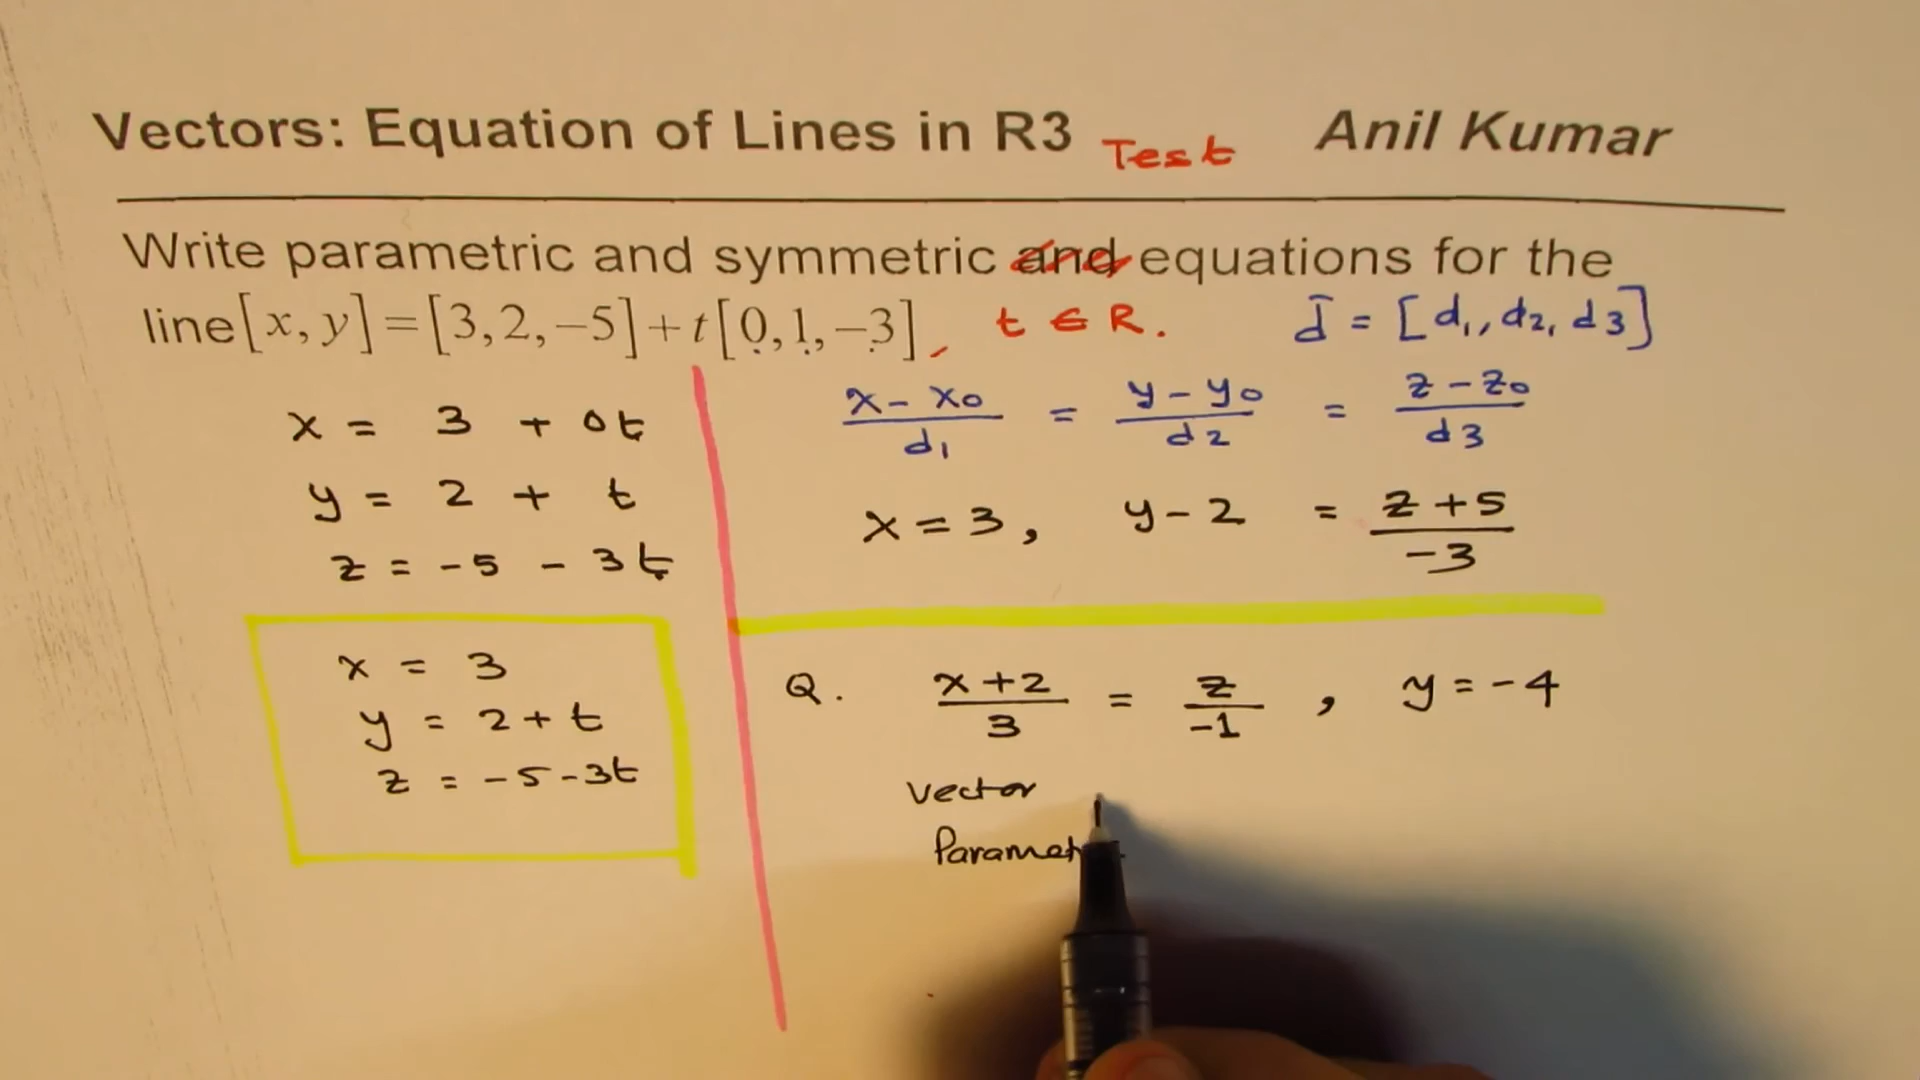 Vectors: Equation of Lines in R3 Test Anil Kumar
Write parametric and symmetric and equations for the
line [x, y] = [3, 2, −5] + t[0, 1, −3], t ∈ R. d̄ = [d1, d2, d3]
x = 3 + 0t
y = 2 + t
z = -5 - 3t
x = 3
y = 2 + t
z = -5 - 3t
(x - x0)/d1 = (y - y0)/d2 = (z - z0)/d3
x = 3, y - 2 = (z + 5)/-3
Q. (x + 2)/3 = z/-1, y = -4
Vector